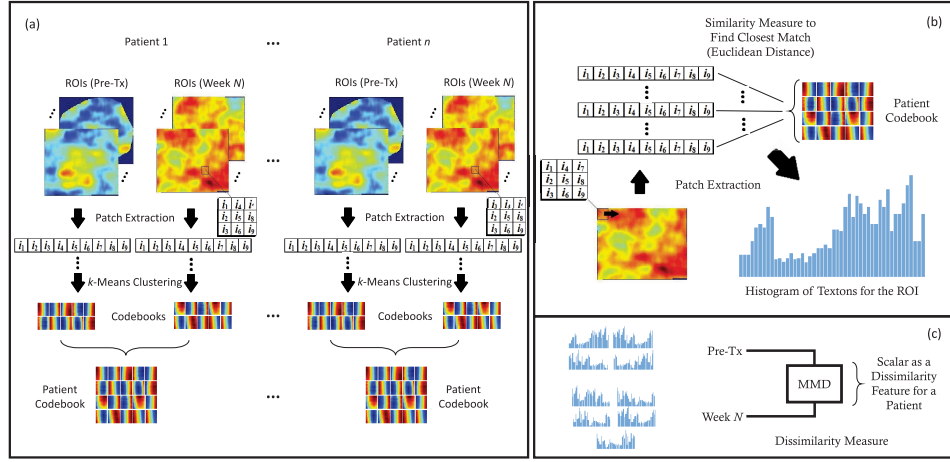 (a)
Patient 1
...
Patient n
ROIs (Pre-Tx)
ROIs (Week N)
ROIs (Pre-Tx)
ROIs (Week N)
...
i1 i4 i
i2 i5 i8
i3 i6 i9
i1 i4 i
i2 i5 i8
i3 i6 i9
Patch Extraction
Patch Extraction
i1 i2 i3 i4 i5 i6 i7 i8 i9
i1 i2 i3 i4 i5 i6 i7 i8 i9
i1 i2 i3 i4 i5 i6 i7 i8 i9
i1 i2 i3 i4 i5 i6 i7 i8 i9
k-Means Clustering
k-Means Clustering
Codebooks
...
Codebooks
Patient
Codebook
...
Patient
Codebook
(b)
Similarity Measure to
Find Closest Match
(Euclidean Distance)
i1 i2 i3 i4 i5 i6 i7 i8 i9
i1 i2 i3 i4 i5 i6 i7 i8 i9
i1 i2 i3 i4 i5 i6 i7 i8 i9
Patient
Codebook
i1 i4 i7
i2 i5 i8
i3 i6 i9
Patch Extraction
Histogram of Textons for the ROI
(c)
Pre-Tx
MMD
Week N
Scalar as a
Dissimilarity
Feature for a
Patient
Dissimilarity Measure